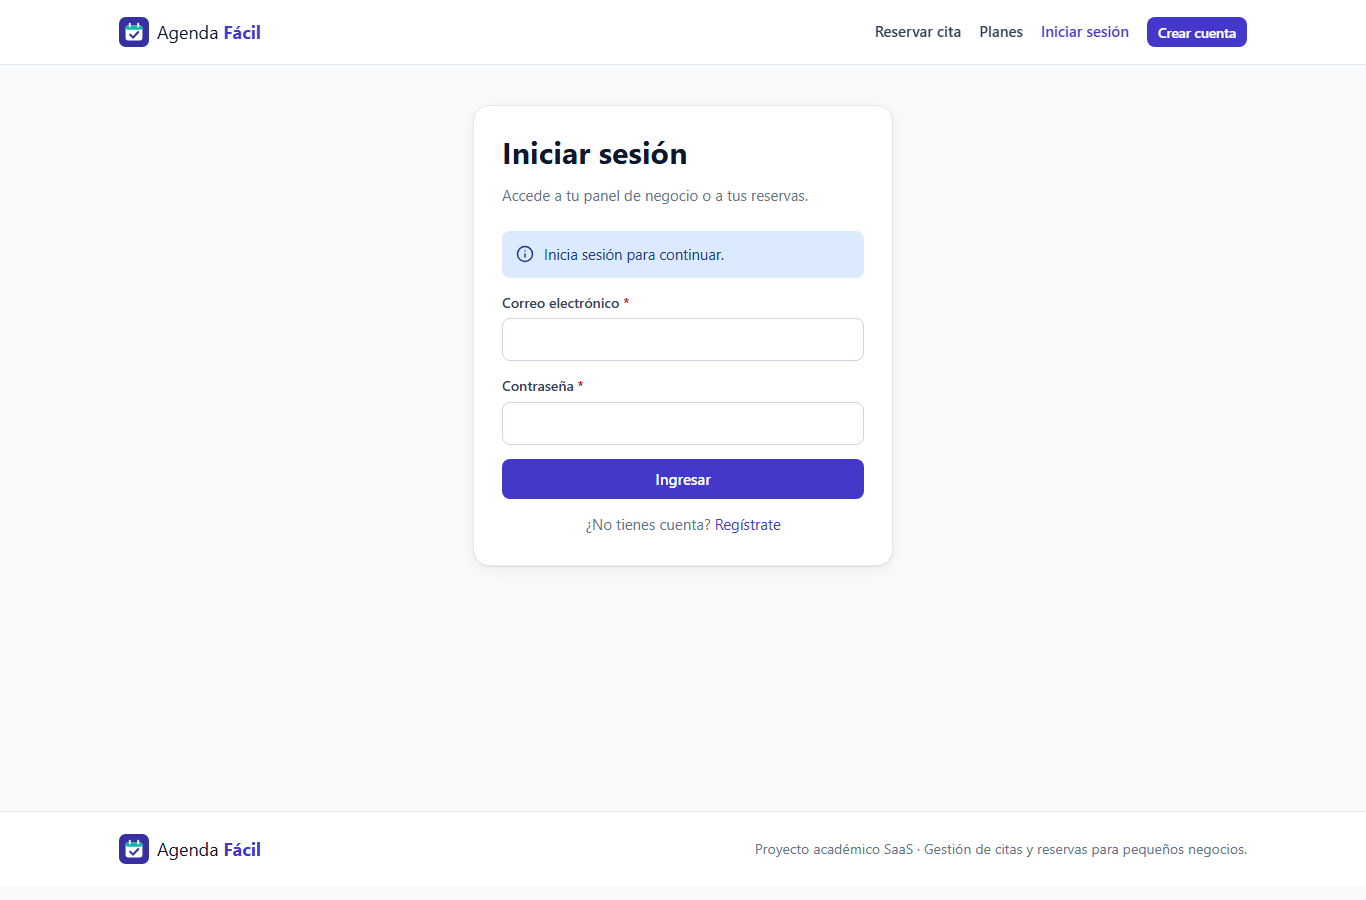 Agenda Fácil
Reservar cita Planes Iniciar sesión Crear cuenta
Iniciar sesión
Accede a tu panel de negocio o a tus reservas.
Inicia sesión para continuar.
Correo electrónico *
Contraseña *
Ingresar
¿No tienes cuenta? Regístrate
Agenda Fácil
Proyecto académico SaaS · Gestión de citas y reservas para pequeños negocios.